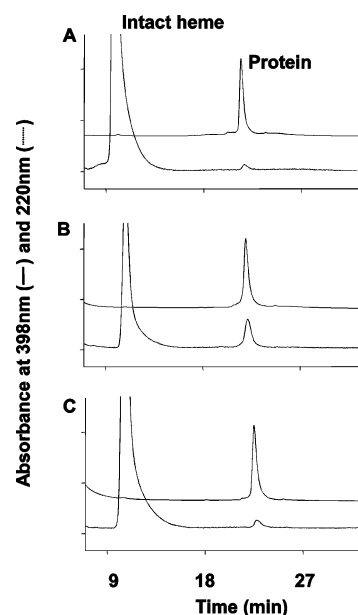 Intact heme
A
Protein
B
C
Absorbance at 398nm (—) and 220nm (┈)
9 18 27
Time (min)